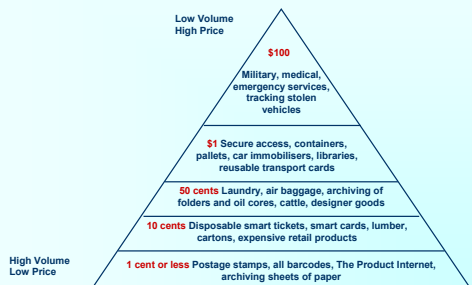 Low Volume
High Price
$100
Military, medical,
emergency services,
tracking stolen
vehicles
$1 Secure access, containers,
pallets, car immobilisers, libraries,
reusable transport cards
50 cents Laundry, air baggage, archiving of
folders and oil cores, cattle, designer goods
10 cents Disposable smart tickets, smart cards, lumber,
cartons, expensive retail products
High Volume
Low Price
1 cent or less Postage stamps, all barcodes, The Product Internet,
archiving sheets of paper